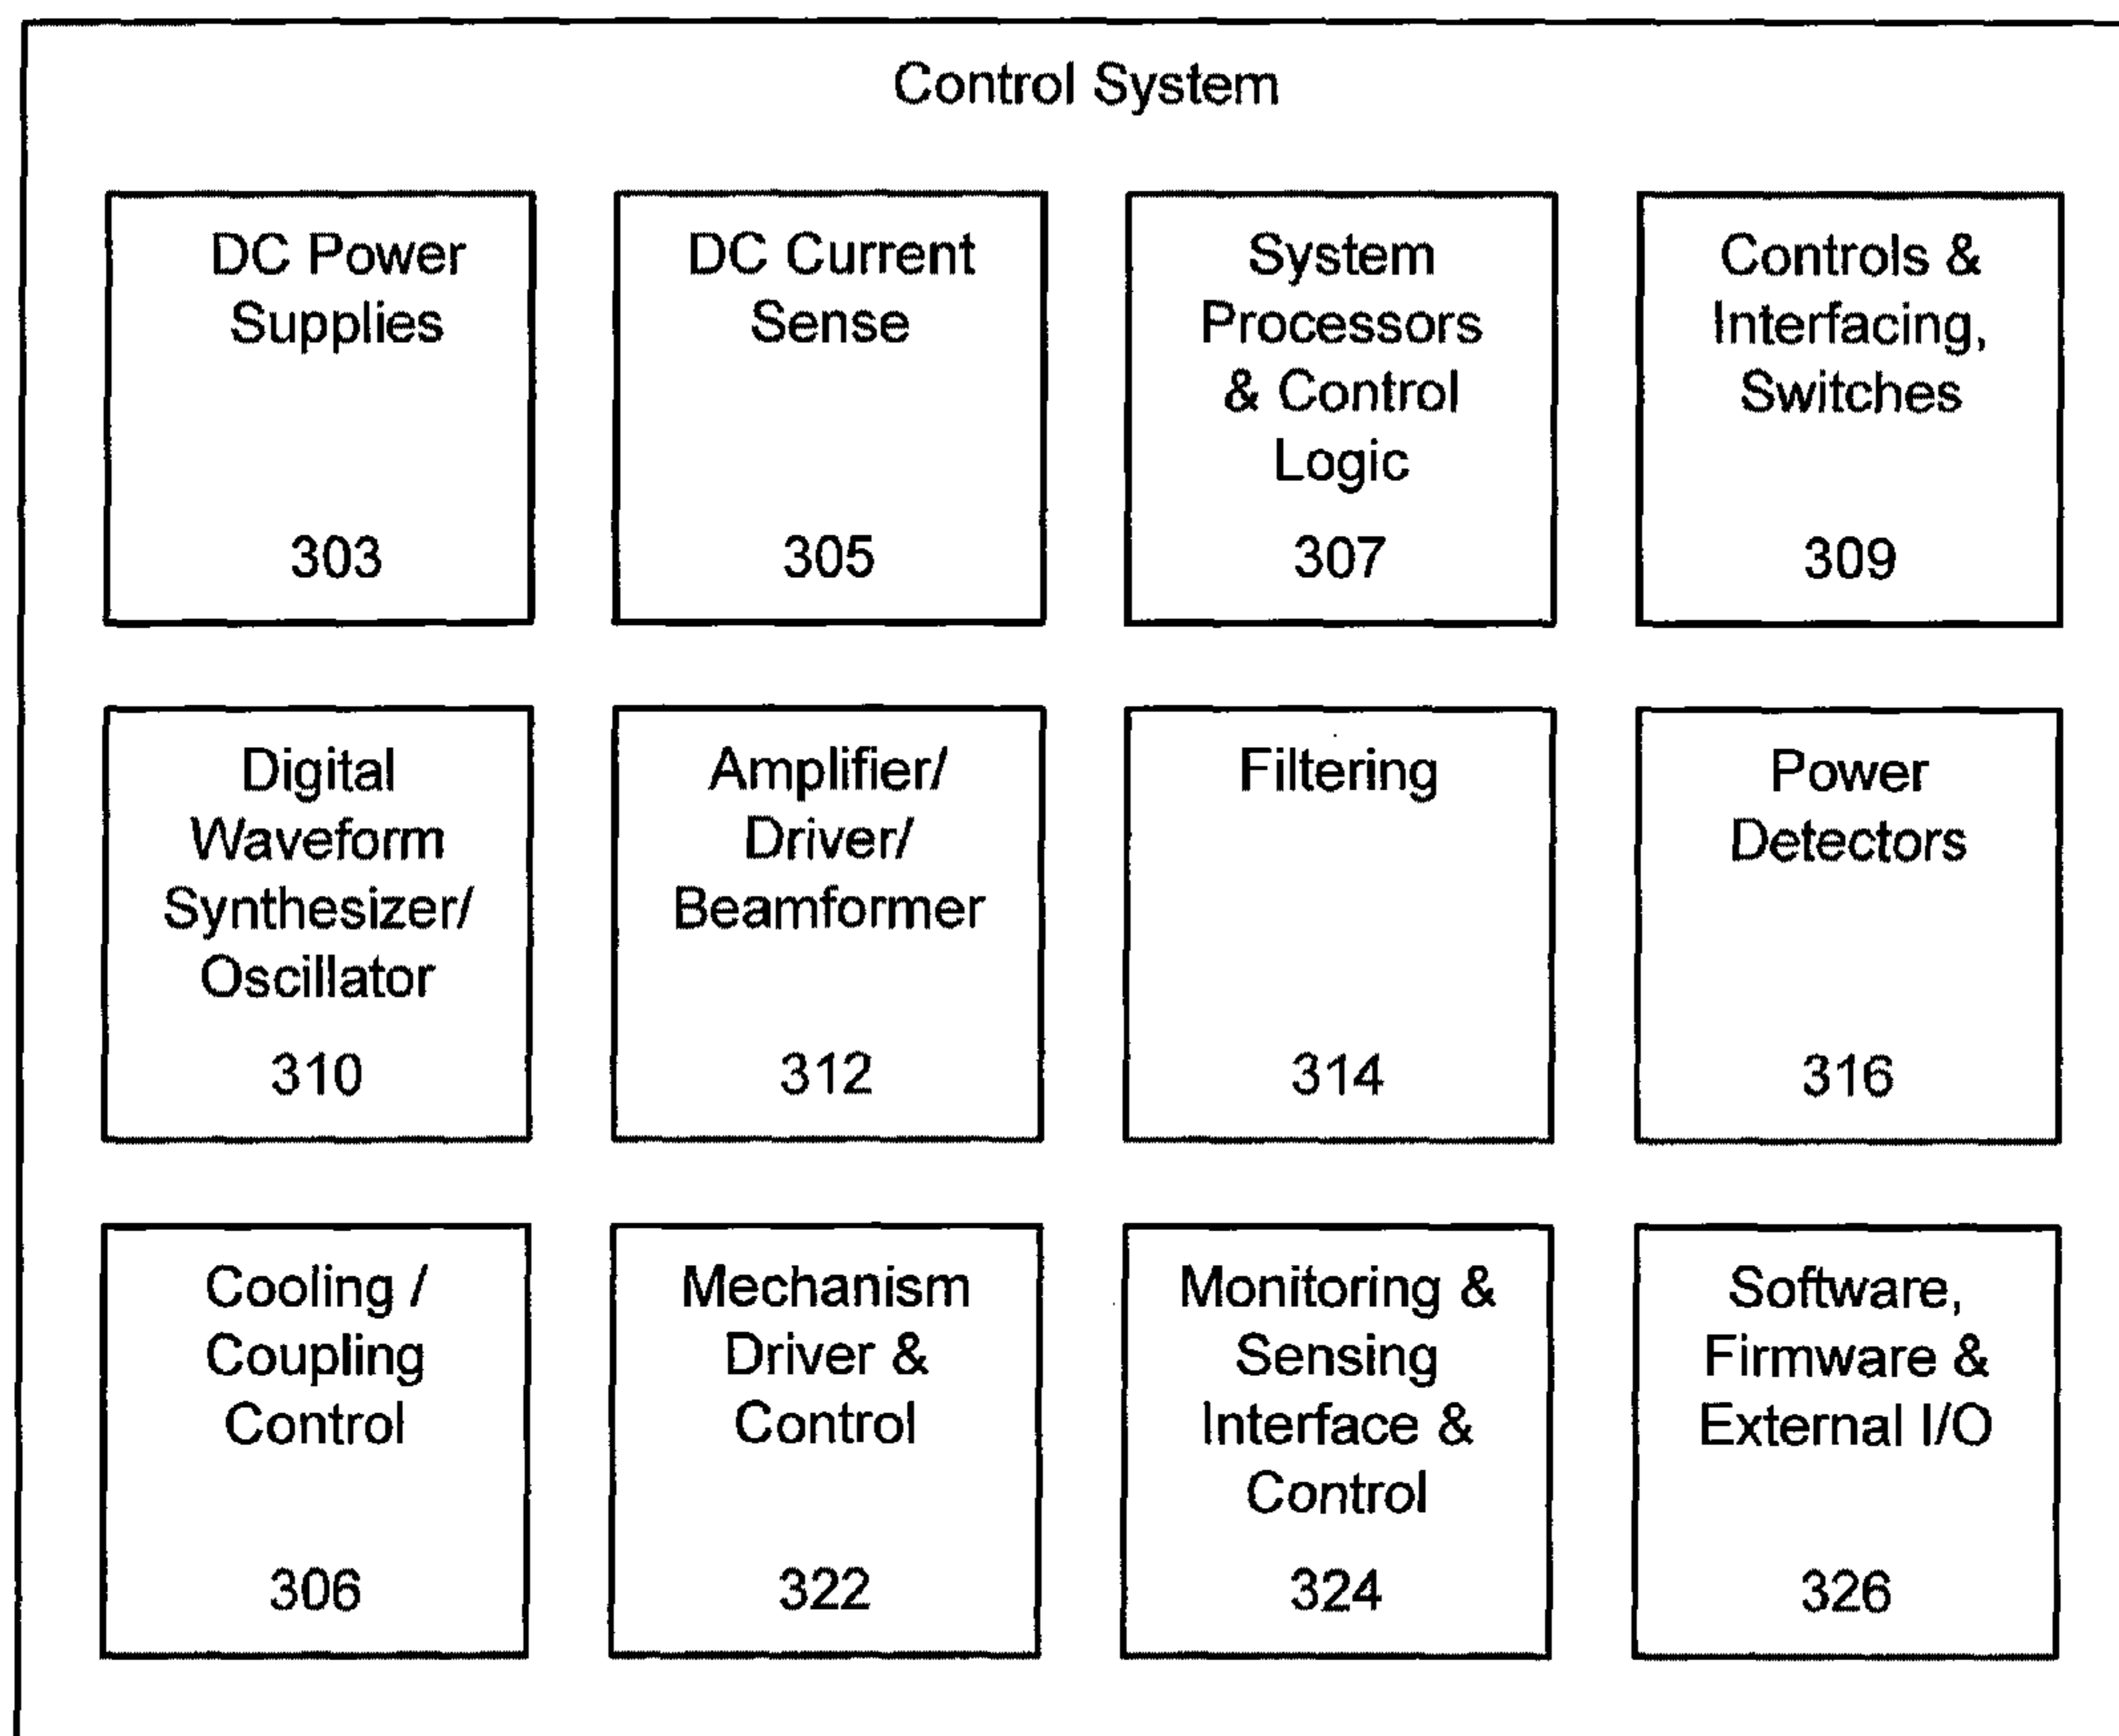 Control System
DC Power
Supplies
303
DC Current
Sense
305
System
Processors
& Control
Logic
307
Controls &
Interfacing,
Switches
309
Digital
Waveform
Synthesizer/
Oscillator
310
Amplifier/
Driver/
Beamformer
312
Filtering
314
Power
Detectors
316
Cooling /
Coupling
Control
306
Mechanism
Driver &
Control
322
Monitoring &
Sensing
Interface &
Control
324
Software,
Firmware &
External I/O
326